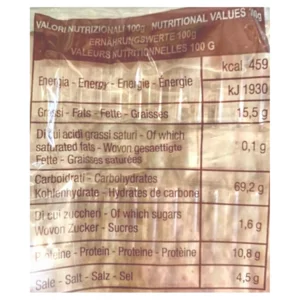 VALORI NUTRIZIONALI 100g - NUTRITIONAL VALUES 100g
ERNÄHRUNGSWERTE 100g
VALEURS NUTRITIONNELLES 100 G
kcal 459
Energia - Energy - Energie - Énergie
kJ 1930
Grassi - Fats - Fette - Graisses
15,5 g
Di cui acidi grassi saturi - Of which
saturated fats - Wovon gesaettigte
Fette - Graisses saturées
0,1 g
Carboidrati - Carbohydrates
Kohlenhydrate - Hydrates de carbone
69,2 g
Di cui zuccheri - Of which sugars
Wovon Zucker - Sucres
1,6 g
Proteine - Protein - Proteine - Protéine
10,8 g
Sale - Salt - Salz - Sel
4,5 g